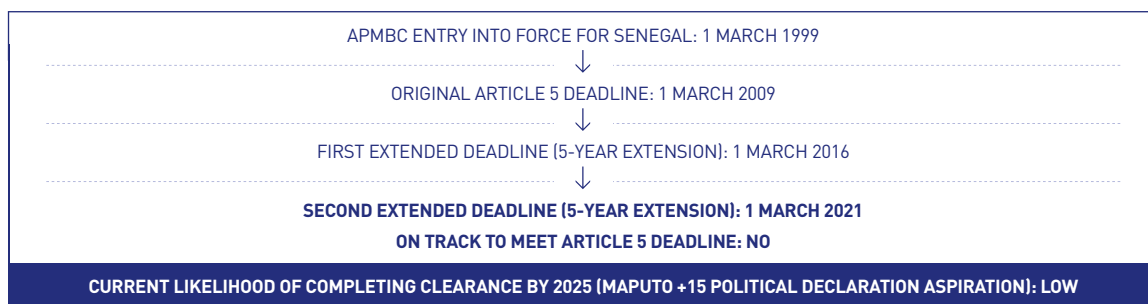 APMBC ENTRY INTO FORCE FOR SENEGAL: 1 MARCH 1999
ORIGINAL ARTICLE 5 DEADLINE: 1 MARCH 2009
FIRST EXTENDED DEADLINE (5-YEAR EXTENSION): 1 MARCH 2016
SECOND EXTENDED DEADLINE (5-YEAR EXTENSION): 1 MARCH 2021
ON TRACK TO MEET ARTICLE 5 DEADLINE: NO
CURRENT LIKELIHOOD OF COMPLETING CLEARANCE BY 2025 (MAPUTO +15 POLITICAL DECLARATION ASPIRATION): LOW